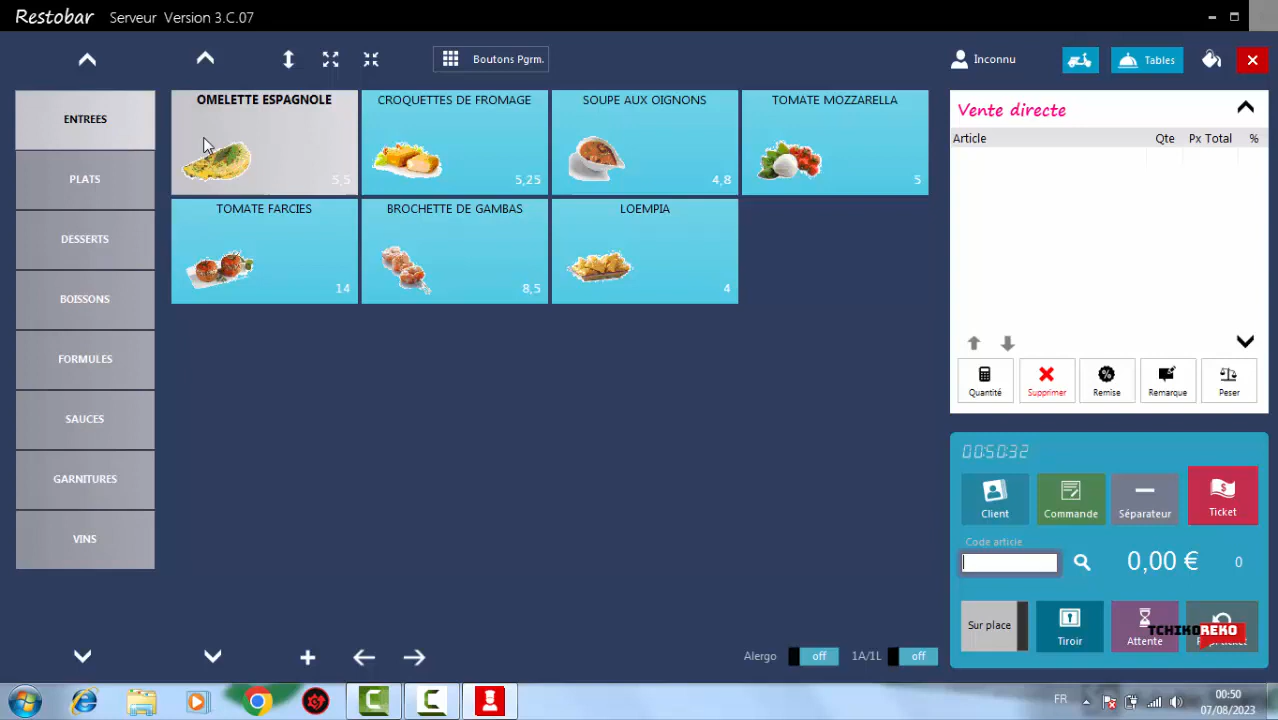 Restobar Serveur Version 3.C.07
Boutons Pgrm.
Inconnu
Tables
ENTREES
PLATS
DESSERTS
BOISSONS
FORMULES
SAUCES
GARNITURES
VINS
OMELETTE ESPAGNOLE
5,5
CROQUETTES DE FROMAGE
5,25
SOUPE AUX OIGNONS
4,8
TOMATE MOZZARELLA
5
TOMATE FARCIES
14
BROCHETTE DE GAMBAS
8,5
LOEMPIA
4
Vente directe
Article Qte Px Total %
Quantité Supprimer Remise Remarque Peser
00:50:32
Client Commande Séparateur Ticket
Code article
0,00 € 0
Sur place Tiroir Attente
TCHIKOREKO
Alergo off 1A/1L off
FR
00:50
07/08/2023